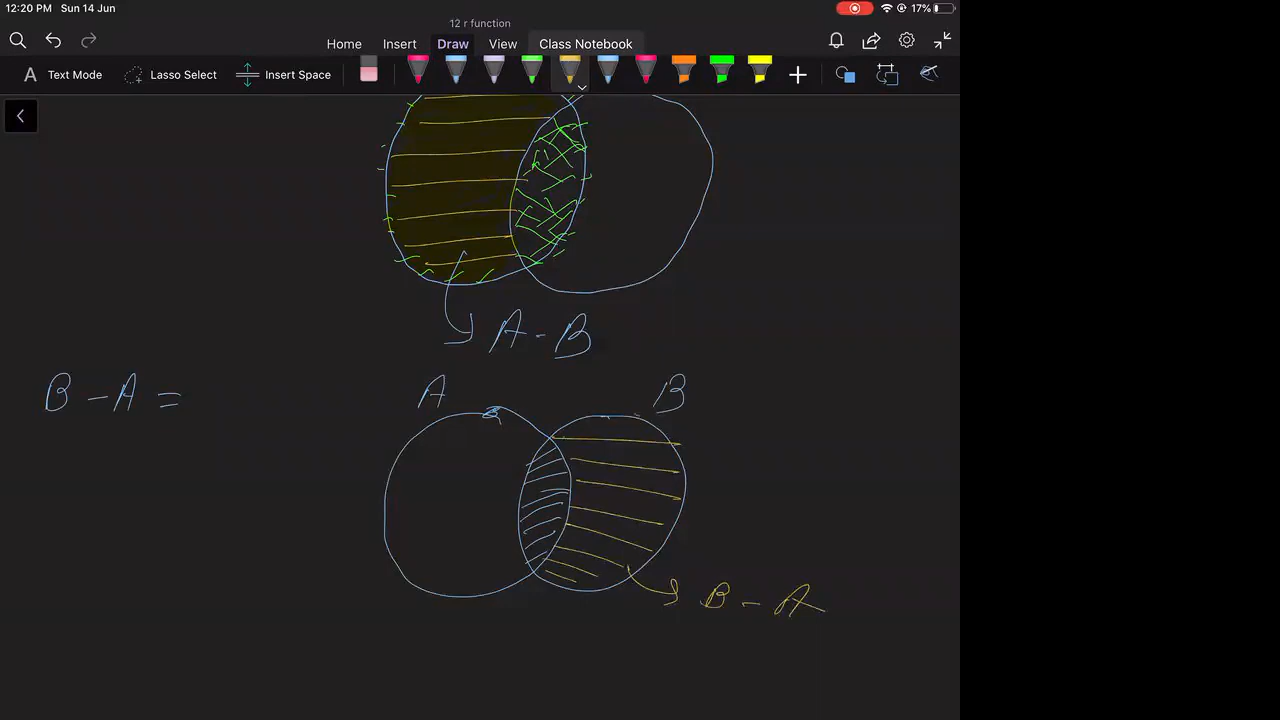 12:20 PM Sun 14 Jun
17%
12 r function
Home Insert Draw View Class Notebook
A Text Mode Lasso Select Insert Space
A - B
B - A =
A
B
B - A